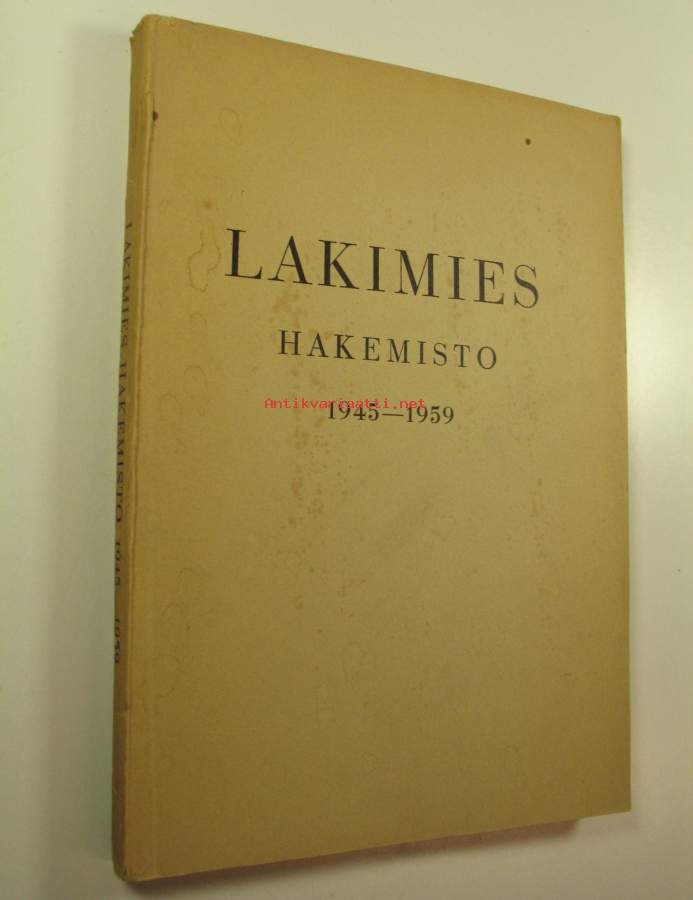 LAKIMIES
HAKEMISTO
1945—1959
Antikvariaatti.net
LAKIMIES HAKEMISTO 1945 — 1959